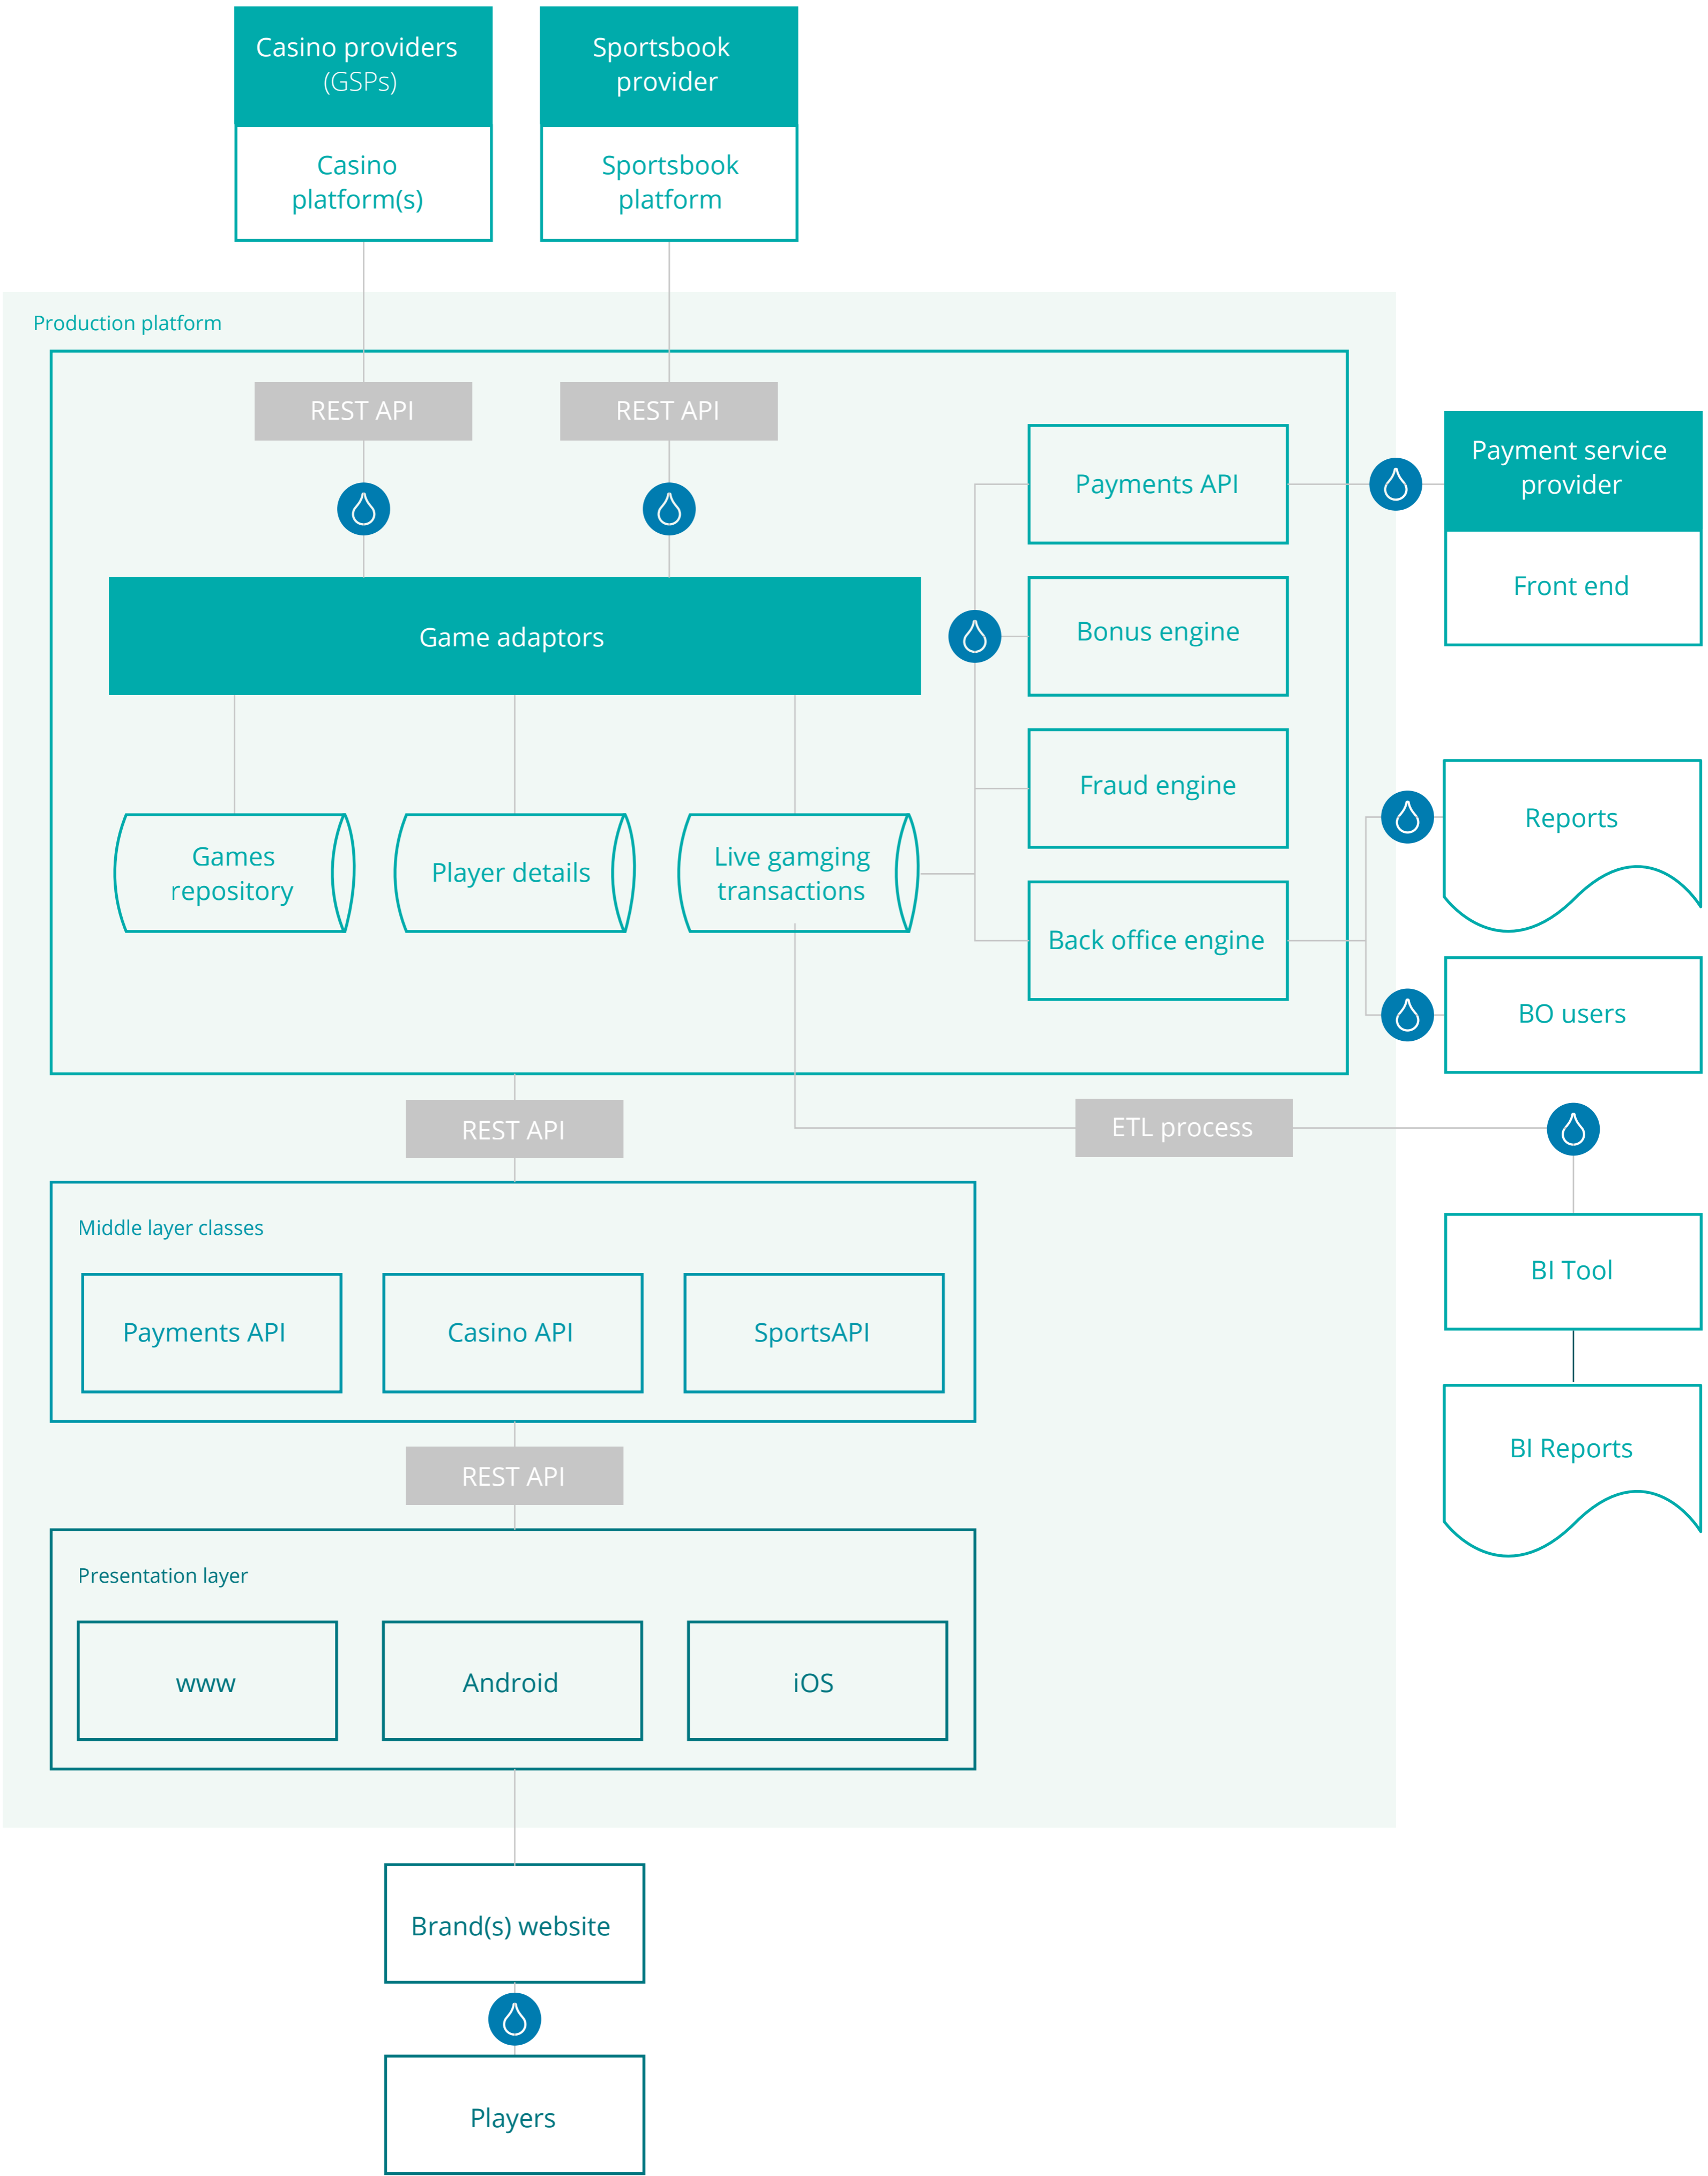 Casino providers
(GSPs)
Casino
platform(s)
Sportsbook
provider
Sportsbook
platform
Production platform
REST API
REST API
Game adaptors
Games
repository
Player details
Live gamging
transactions
Payments API
Bonus engine
Fraud engine
Back office engine
Payment service
provider
Front end
Reports
BO users
REST API
ETL process
BI Tool
BI Reports
Middle layer classes
Payments API
Casino API
SportsAPI
REST API
Presentation layer
www
Android
iOS
Brand(s) website
Players